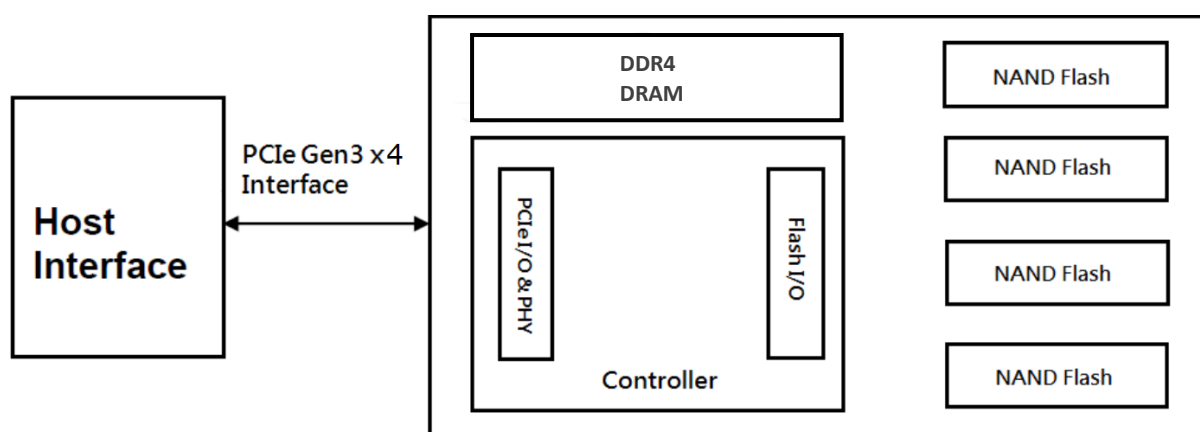 Host
Interface
PCIe Gen3 x4
Interface
DDR4
DRAM
PCIe I/O & PHY
Flash I/O
Controller
NAND Flash
NAND Flash
NAND Flash
NAND Flash